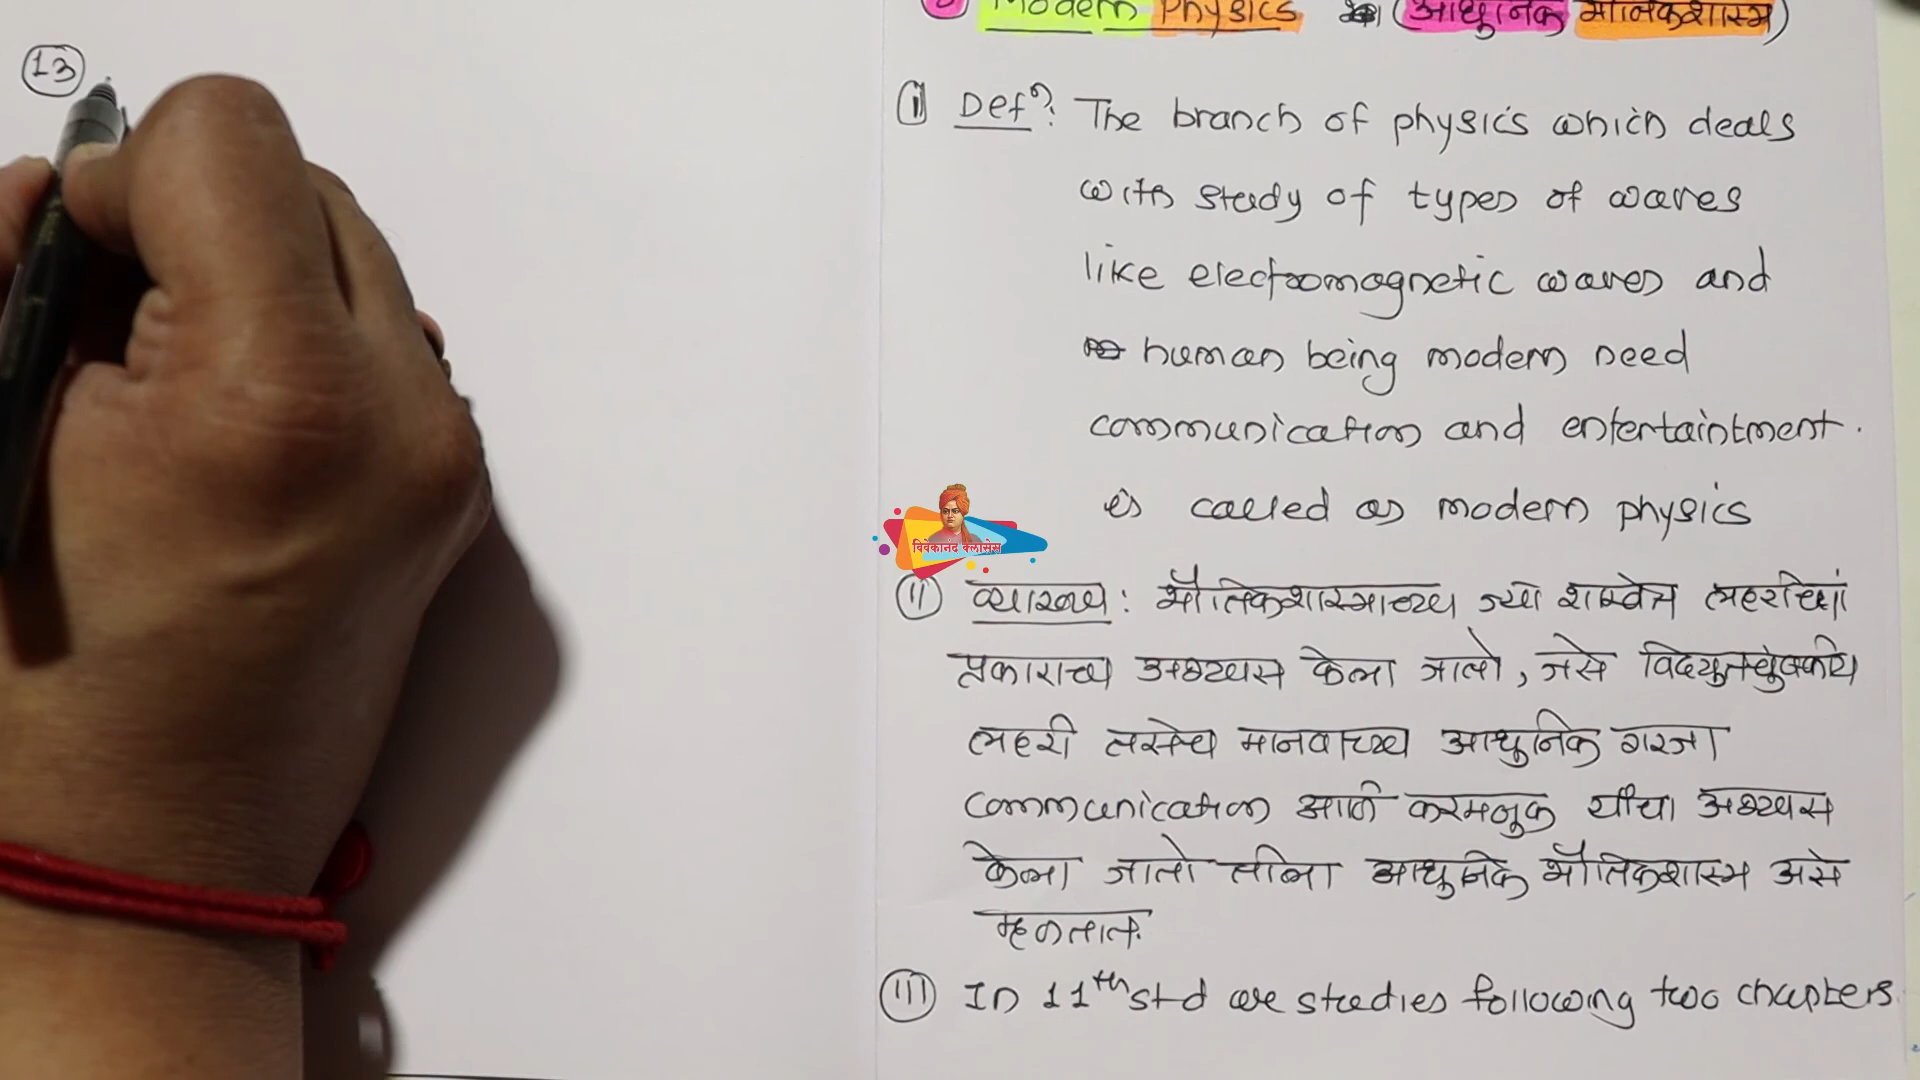 13
Modern Physics (आधुनिक भौतिकशास्त्र)
i Defⁿ: The branch of physics which deals
with study of types of waves
like electromagnetic waves and
human being modern need
communication and entertaintment.
is called as modern physics
विवेकानंद क्लासेस
ii व्याख्या : भौतिकशास्त्राच्या ज्या शाखेत लहरींच्या
प्रकाराचा अभ्यास केला जातो, जसे विद्युतचुंबकीय
लहरी तसेच मानवाच्या आधुनिक गरजा
communication आणि करमणूक यांचा अभ्यास
केला जातो तीला आधुनिक भौतिकशास्त्र असे
म्हणतात.
iii In 11th std we studies following two chapters